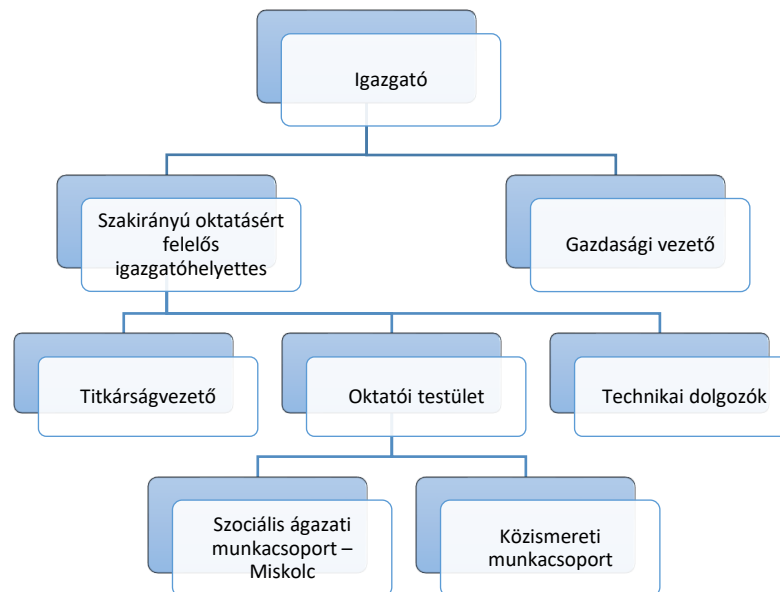 Igazgató
Szakirányú oktatásért
felelős
igazgatóhelyettes
Gazdasági vezető
Titkárságvezető
Oktatói testület
Technikai dolgozók
Szociális ágazati
munkacsoport –
Miskolc
Közismereti
munkacsoport